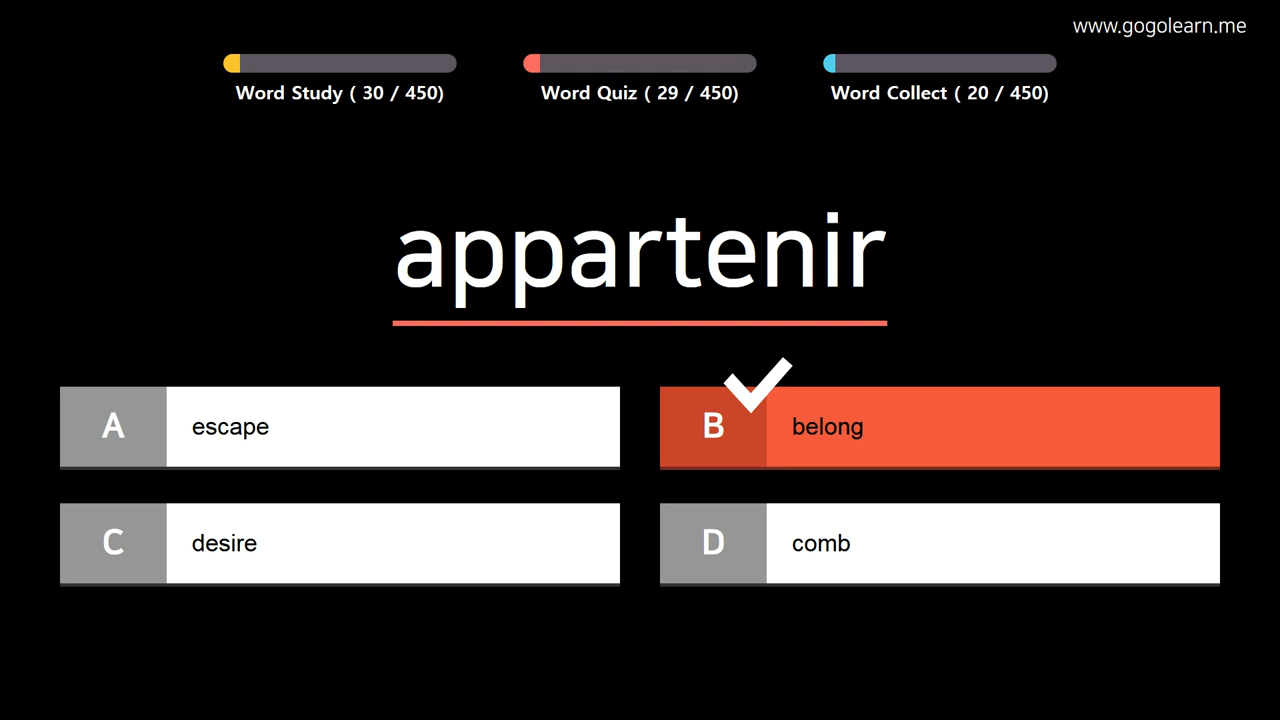 www.gogolearn.me
Word Study ( 30 / 450)
Word Quiz ( 29 / 450)
Word Collect ( 20 / 450)
appartenir
A escape
B belong
C desire
D comb